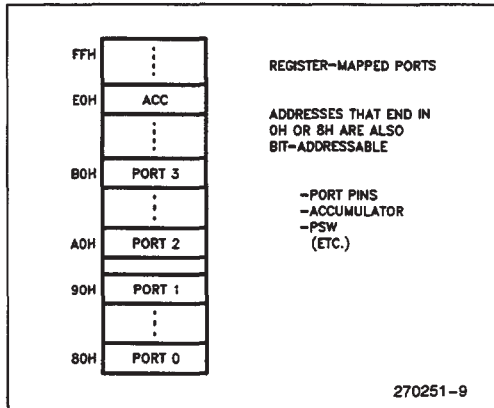 FFH
REGISTER-MAPPED PORTS
E0H ACC
ADDRESSES THAT END IN
0H OR 8H ARE ALSO
BIT-ADDRESSABLE
B0H PORT 3
-PORT PINS
-ACCUMULATOR
-PSW
(ETC.)
A0H PORT 2
90H PORT 1
80H PORT 0
270251-9